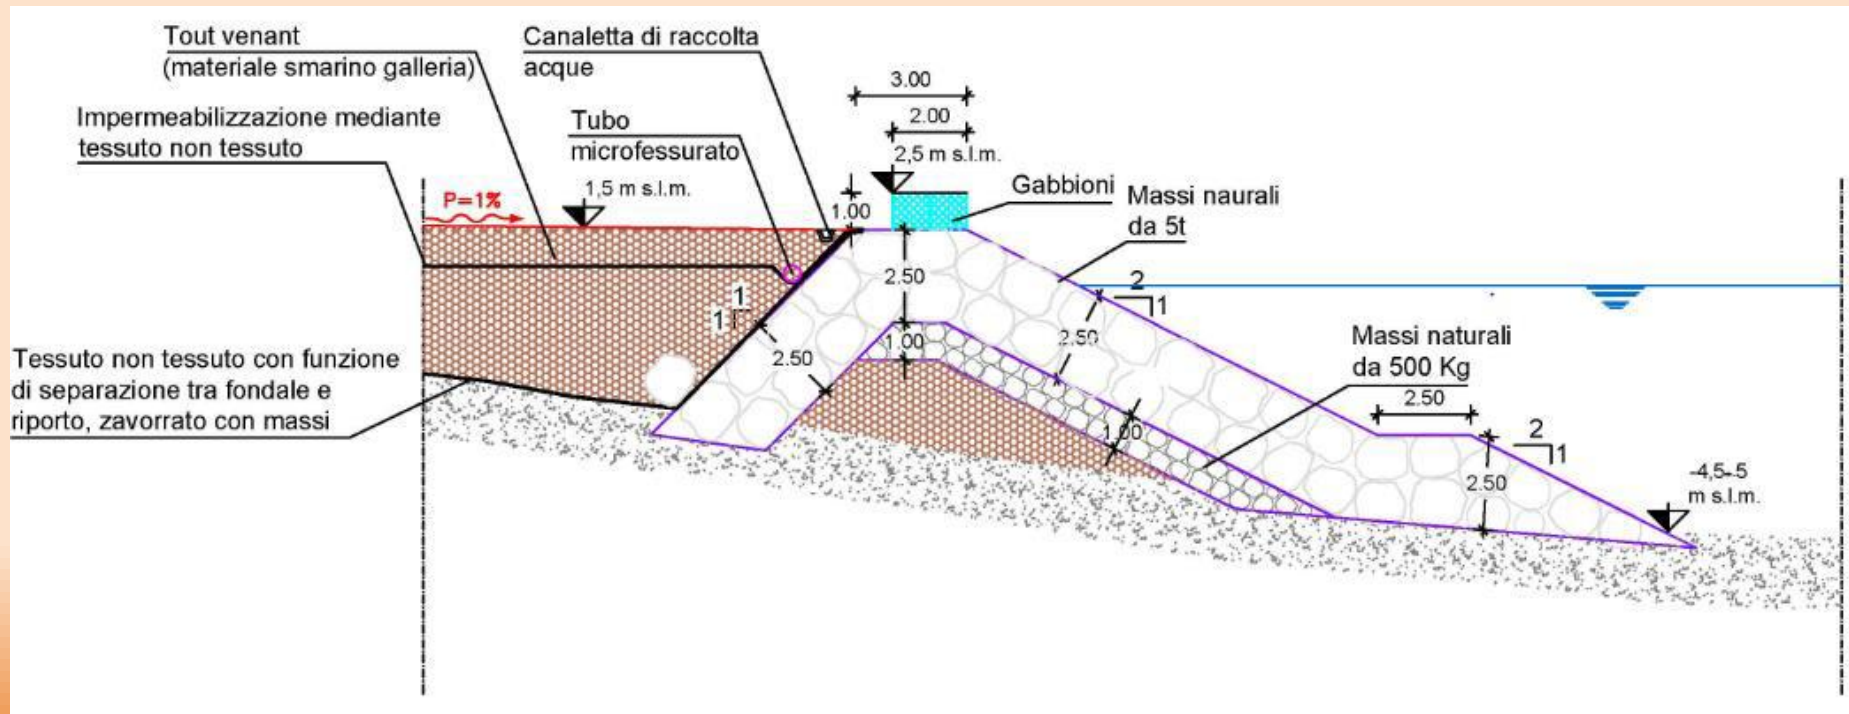 Tout venant
(materiale smarino galleria)
Canaletta di raccolta
acque
Impermeabilizzazione mediante
tessuto non tessuto
Tubo
microfessurato
3.00
2.00
2,5 m s.l.m.
1,5 m s.l.m.
P=1%
1.00
Gabbioni
Massi naurali
da 5t
2.50
2
1
1
1
2.50
1.00
2.50
Massi naturali
da 500 Kg
Tessuto non tessuto con funzione
di separazione tra fondale e
riporto, zavorrato con massi
2.50
1.00
2
1
2.50
-4,5-5
m s.l.m.